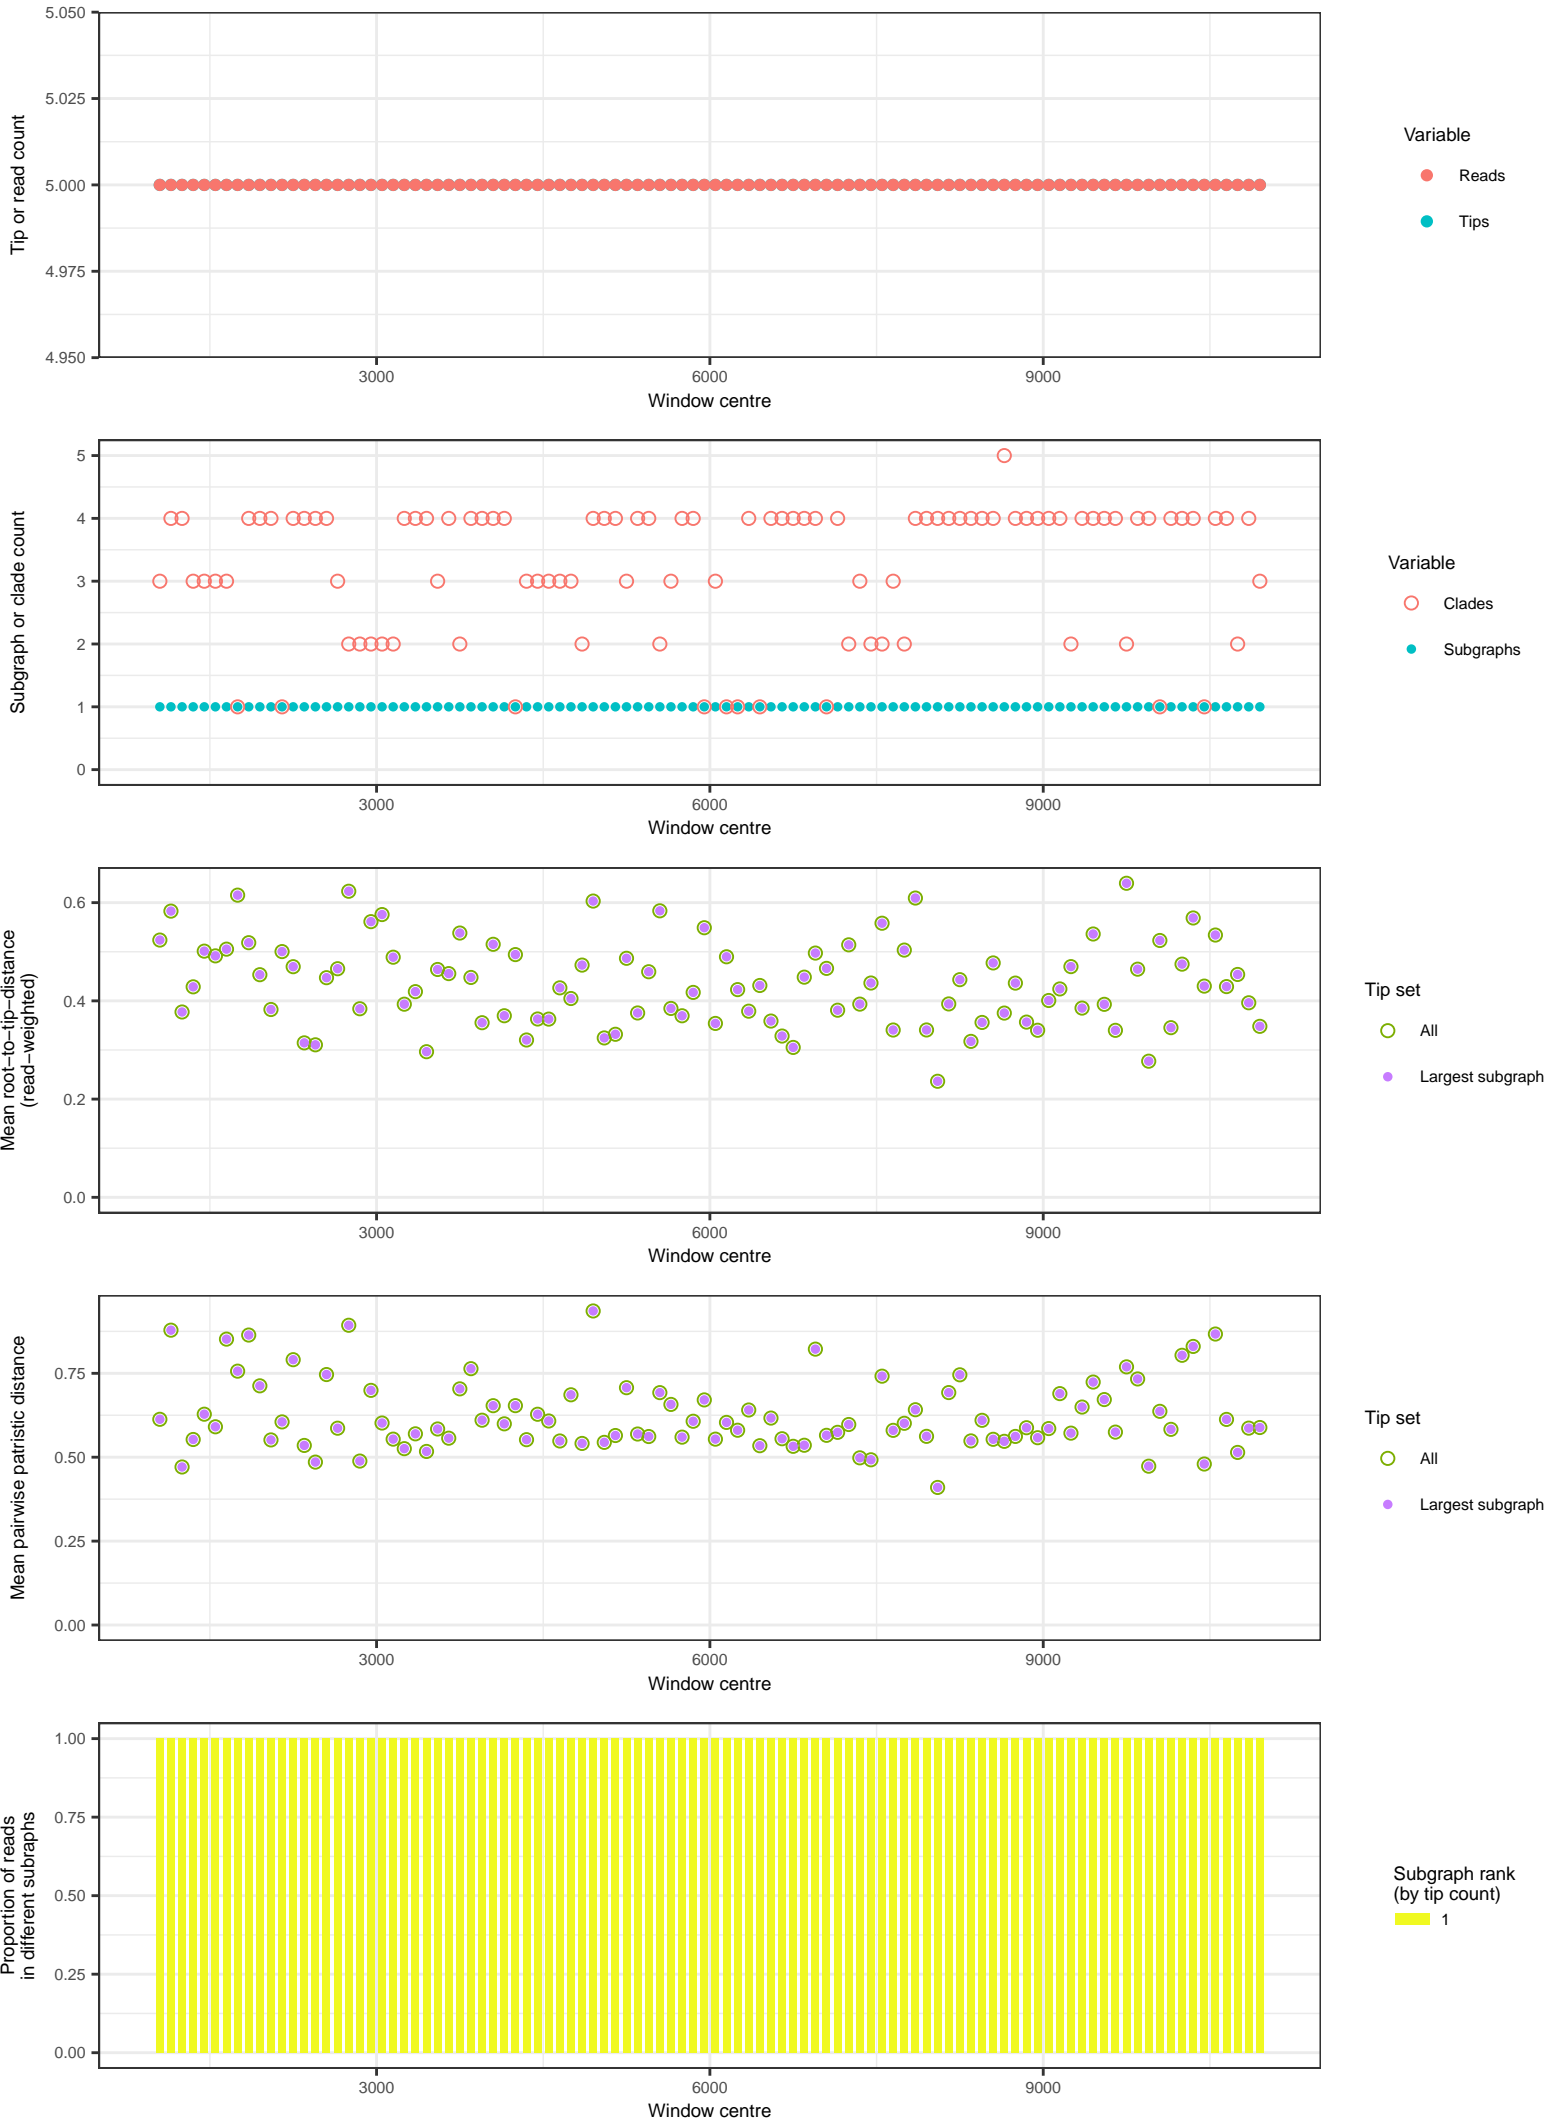 5.050
5.025
5.000
4.975
4.950
Tip or read count
3000
6000
9000
Window centre
Variable
Reads
Tips
5
4
3
2
1
0
Subgraph or clade count
3000
6000
9000
Window centre
Variable
Clades
Subgraphs
0.6
0.4
0.2
0.0
Mean root−to−tip−distance
(read−weighted)
3000
6000
9000
Window centre
Tip set
All
Largest subgraph
0.75
0.50
0.25
0.00
Mean pairwise patristic distance
3000
6000
9000
Window centre
Tip set
All
Largest subgraph
1.00
0.75
0.50
0.25
0.00
Proportion of reads
in different subraphs
3000
6000
9000
Window centre
Subgraph rank
(by tip count)
1